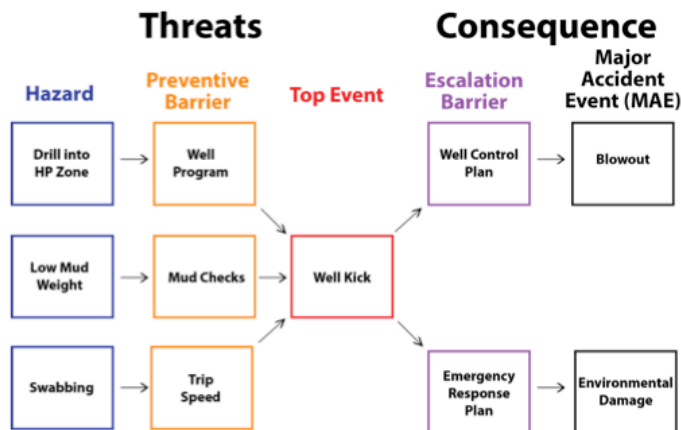 Threats
Consequence
Hazard
Preventive
Barrier
Top Event
Escalation
Barrier
Major
Accident
Event (MAE)
Drill into
HP Zone
Well
Program
Well Control
Plan
Blowout
Low Mud
Weight
Mud Checks
Well Kick
Swabbing
Trip
Speed
Emergency
Response
Plan
Environmental
Damage